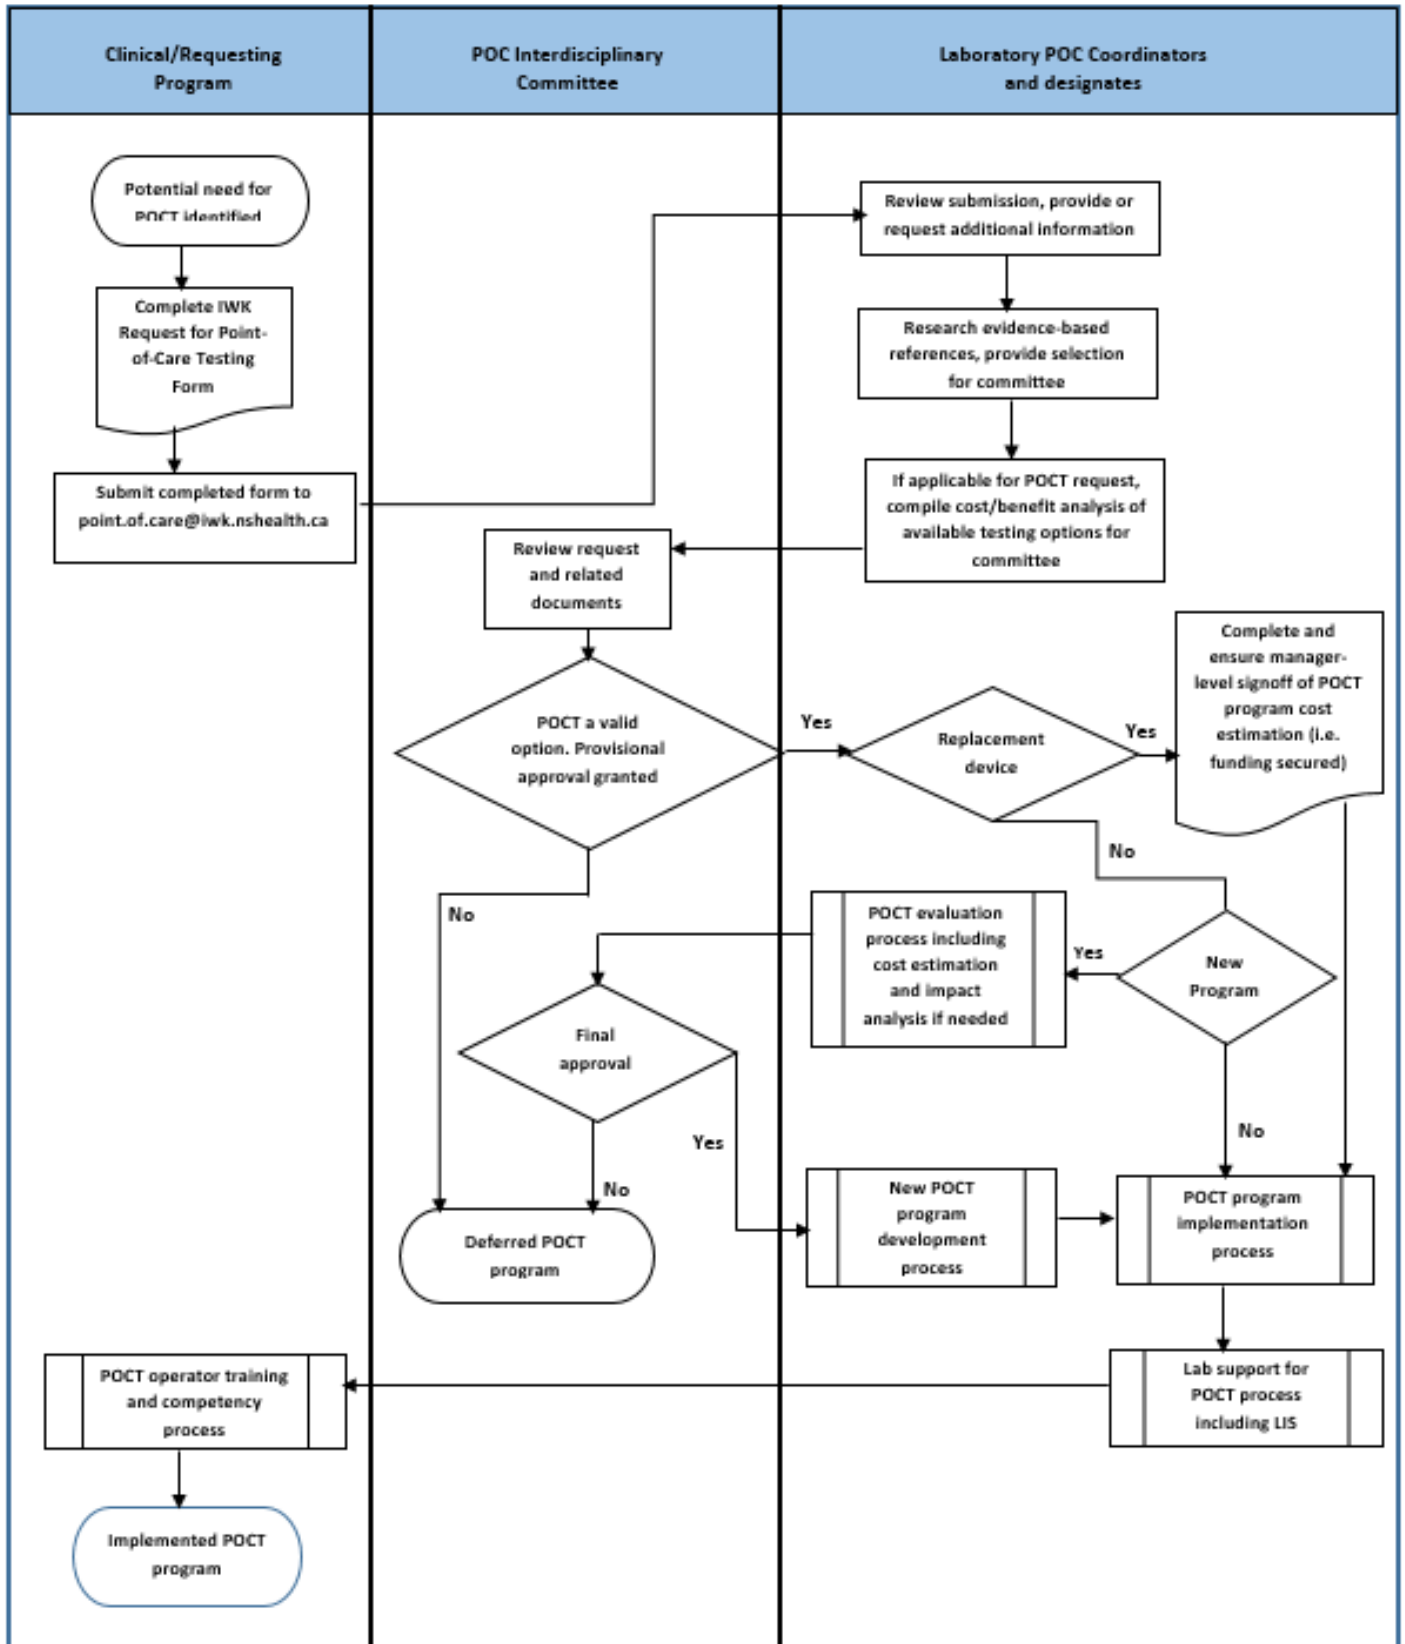 Clinical/Requesting
Program
POC Interdisciplinary
Committee
Laboratory POC Coordinators
and designates
Potential need for
POCT identified
Complete IWK
Request for Point-
of-Care Testing
Form
Submit completed form to
point.of.care@iwk.nshealth.ca
Review submission, provide or
request additional information
Research evidence-based
references, provide selection
for committee
If applicable for POCT request,
compile cost/benefit analysis of
available testing options for
committee
Review request
and related
documents
POCT a valid
option. Provisional
approval granted
Yes
Replacement
device
Yes
Complete and
ensure manager-
level signoff of POCT
program cost
estimation (i.e.
funding secured)
No
No
POCT evaluation
process including
cost estimation
and impact
analysis if needed
Yes
New
Program
Final
approval
Yes
No
No
Deferred POCT
program
New POCT
program
development
process
POCT program
implementation
process
POCT operator training
and competency
process
Lab support for
POCT process
including LIS
Implemented POCT
program